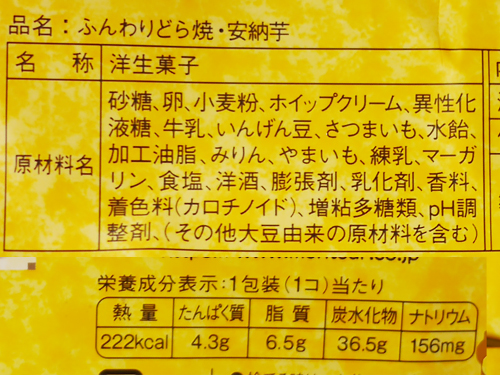 品名：ふんわりどら焼・安納芋
名 称 洋生菓子
原材料名 砂糖、卵、小麦粉、ホイップクリーム、異性化
液糖、牛乳、いんげん豆、さつまいも、水飴、
加工油脂、みりん、やまいも、練乳、マーガ
リン、食塩、洋酒、膨張剤、乳化剤、香料、
着色料(カロチノイド)、増粘多糖類、pH調
整剤、(その他大豆由来の原材料を含む)
栄養成分表示：1包装(1コ)当たり
熱 量 たんぱく質 脂 質 炭水化物 ナトリウム
222kcal 4.3g 6.5g 36.5g 156mg